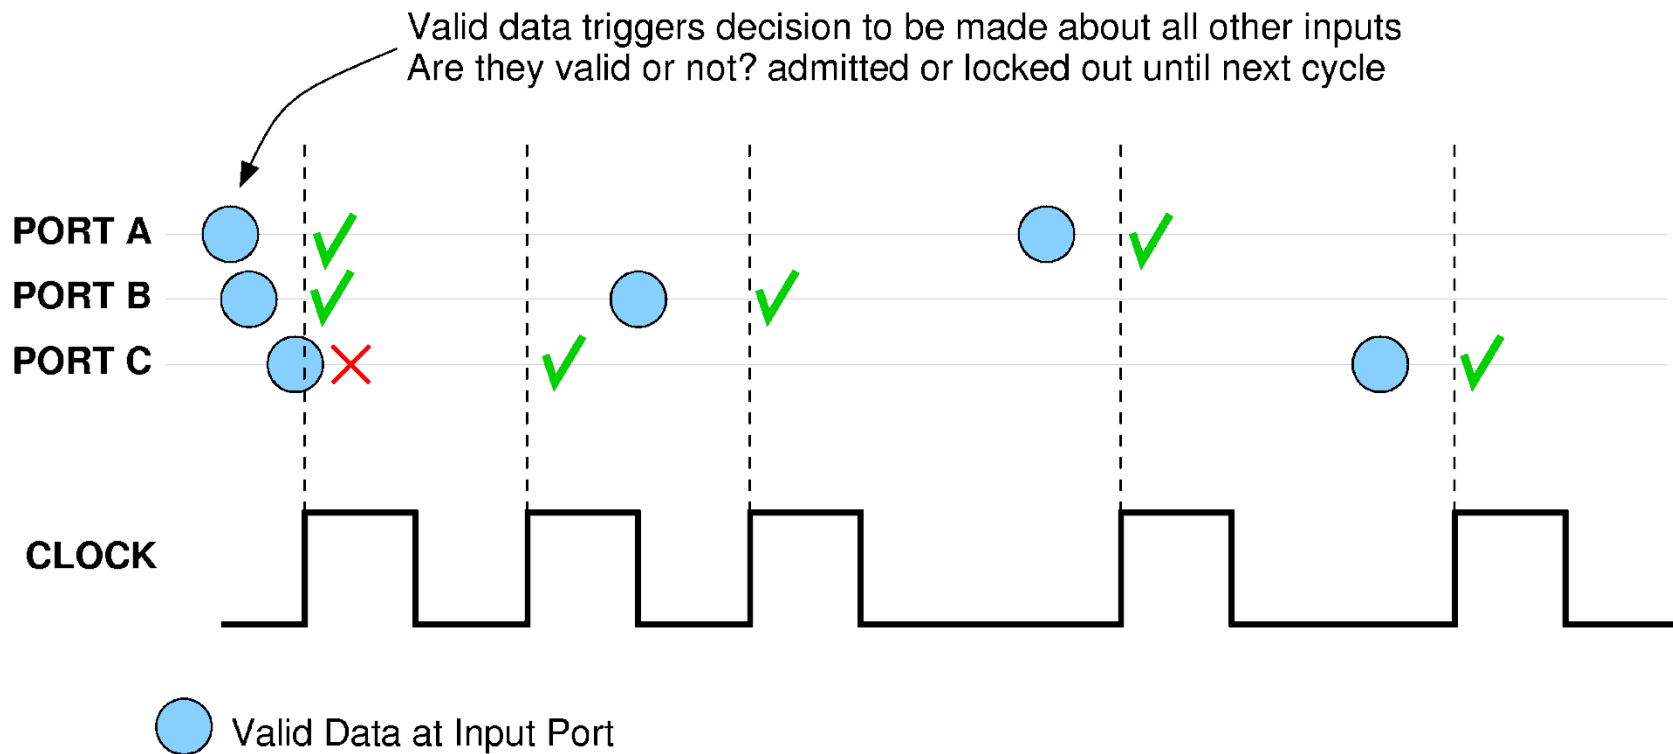 Valid data triggers decision to be made about all other inputs
Are they valid or not? admitted or locked out until next cycle
PORT A
PORT B
PORT C
CLOCK
Valid Data at Input Port